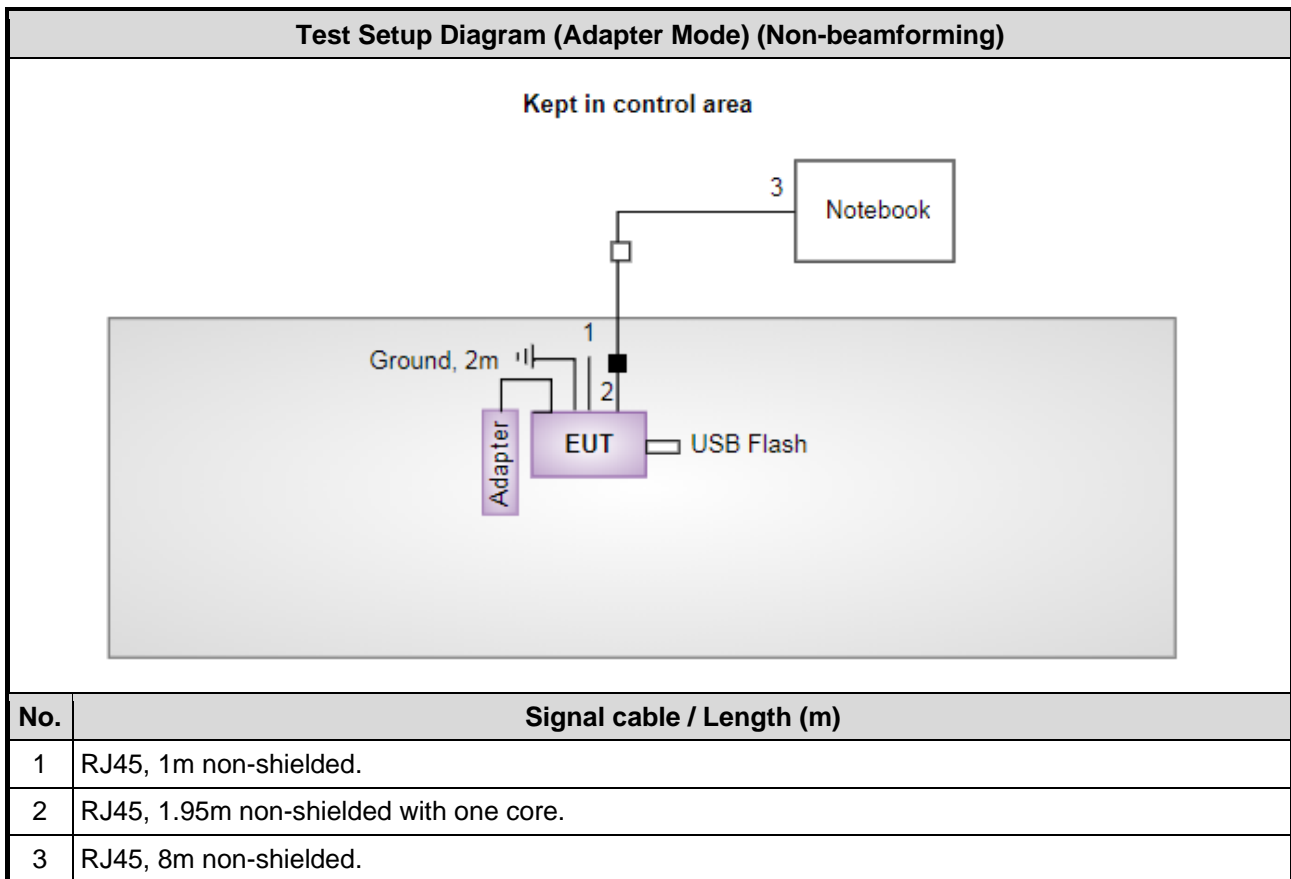 Test Setup Diagram (Adapter Mode) (Non-beamforming)
Kept in control area
3
Notebook
1
Ground, 2m
2
Adapter
EUT
USB Flash
No. Signal cable / Length (m)
1 RJ45, 1m non-shielded.
2 RJ45, 1.95m non-shielded with one core.
3 RJ45, 8m non-shielded.